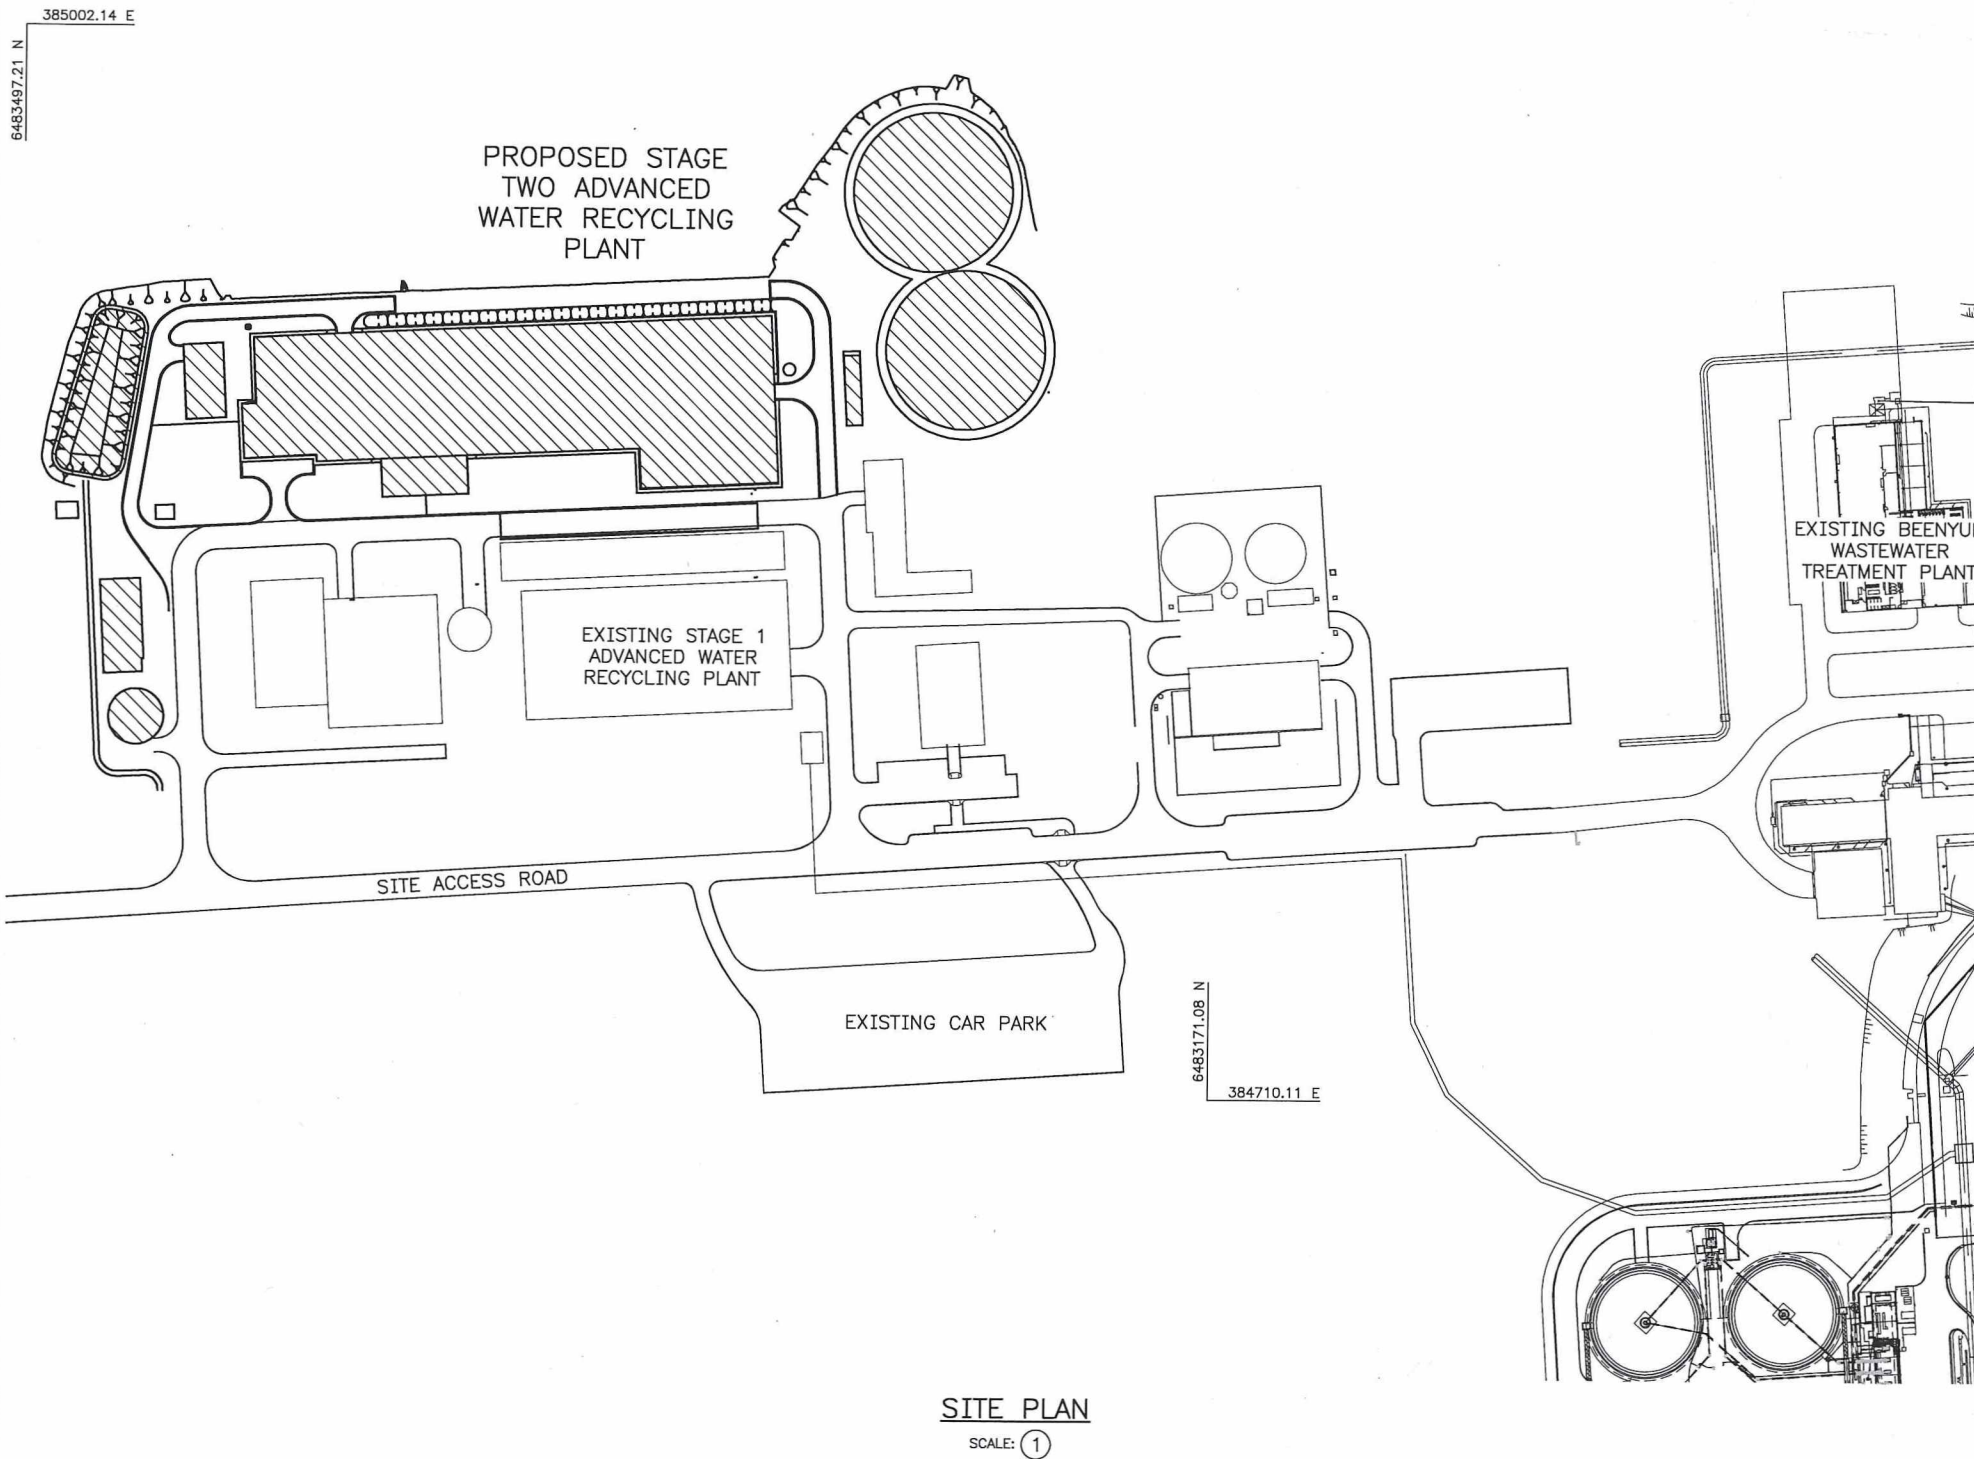 385002.14 E
6483497.21 N
PROPOSED STAGE
TWO ADVANCED
WATER RECYCLING
PLANT
EXISTING BEENYU
WASTEWATER
TREATMENT PLANT
EXISTING STAGE 1
ADVANCED WATER
RECYCLING PLANT
SITE ACCESS ROAD
EXISTING CAR PARK
6483171.08 N
384710.11 E
SITE PLAN
SCALE: 1